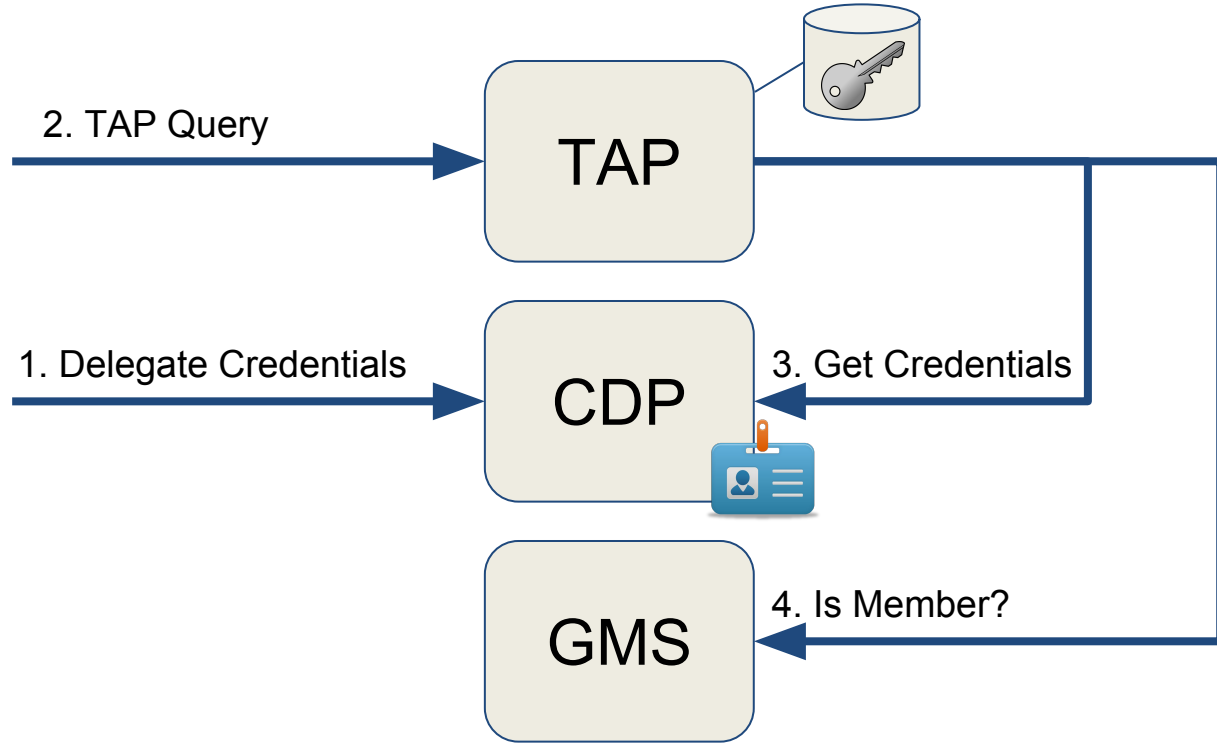 2. TAP Query
TAP
1. Delegate Credentials
CDP
3. Get Credentials
GMS
4. Is Member?